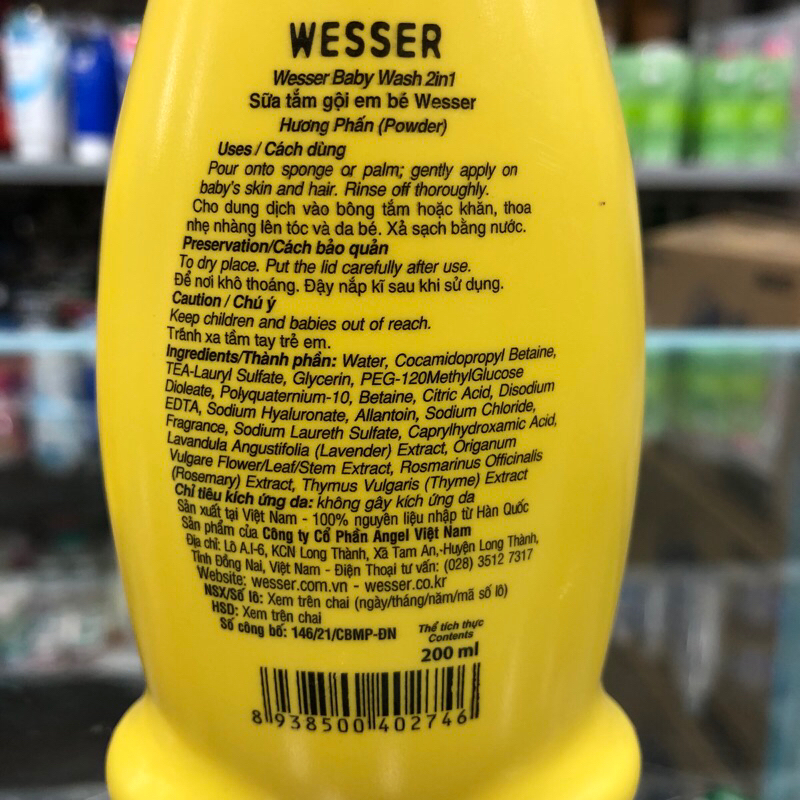 WESSER
Wesser Baby Wash 2in1
Sữa tắm gội em bé Wesser
Hương Phấn (Powder)
Uses / Cách dùng
Pour onto sponge or palm; gently apply on
baby's skin and hair. Rinse off thoroughly.
Cho dung dịch vào bông tắm hoặc khăn, thoa
nhẹ nhàng lên tóc và da bé. Xả sạch bằng nước.
Preservation/Cách bảo quản
To dry place. Put the lid carefully after use.
Để nơi khô thoáng. Đậy nắp kĩ sau khi sử dụng.
Caution / Chú ý
Keep children and babies out of reach.
Tránh xa tầm tay trẻ em.
Ingredients/Thành phần: Water, Cocamidopropyl Betaine,
TEA-Lauryl Sulfate, Glycerin, PEG-120MethylGlucose
Dioleate, Polyquaternium-10, Betaine, Citric Acid, Disodium
EDTA, Sodium Hyaluronate, Allantoin, Sodium Chloride,
Fragrance, Sodium Laureth Sulfate, Caprylhydroxamic Acid,
Lavandula Angustifolia (Lavender) Extract, Origanum
Vulgare Flower/Leaf/Stem Extract, Rosmarinus Officinalis
(Rosemary) Extract, Thymus Vulgaris (Thyme) Extract
Chỉ tiêu kích ứng da: không gây kích ứng da
Sản xuất tại Việt Nam - 100% nguyên liệu nhập từ Hàn Quốc
Sản phẩm của Công ty Cổ Phần Angel Việt Nam
Địa chỉ: Lô A.I-6, KCN Long Thành, Xã Tam An,-Huyện Long Thành,
Tỉnh Đồng Nai, Việt Nam - Điện Thoại tư vấn: (028) 3512 7317
Website: wesser.com.vn - wesser.co.kr
NSX/Số lô: Xem trên chai (ngày/tháng/năm/mã số lô)
HSD: Xem trên chai
Số công bố: 146/21/CBMP-ĐN
Thể tích thực
Contents
200 ml
8 938500 402746